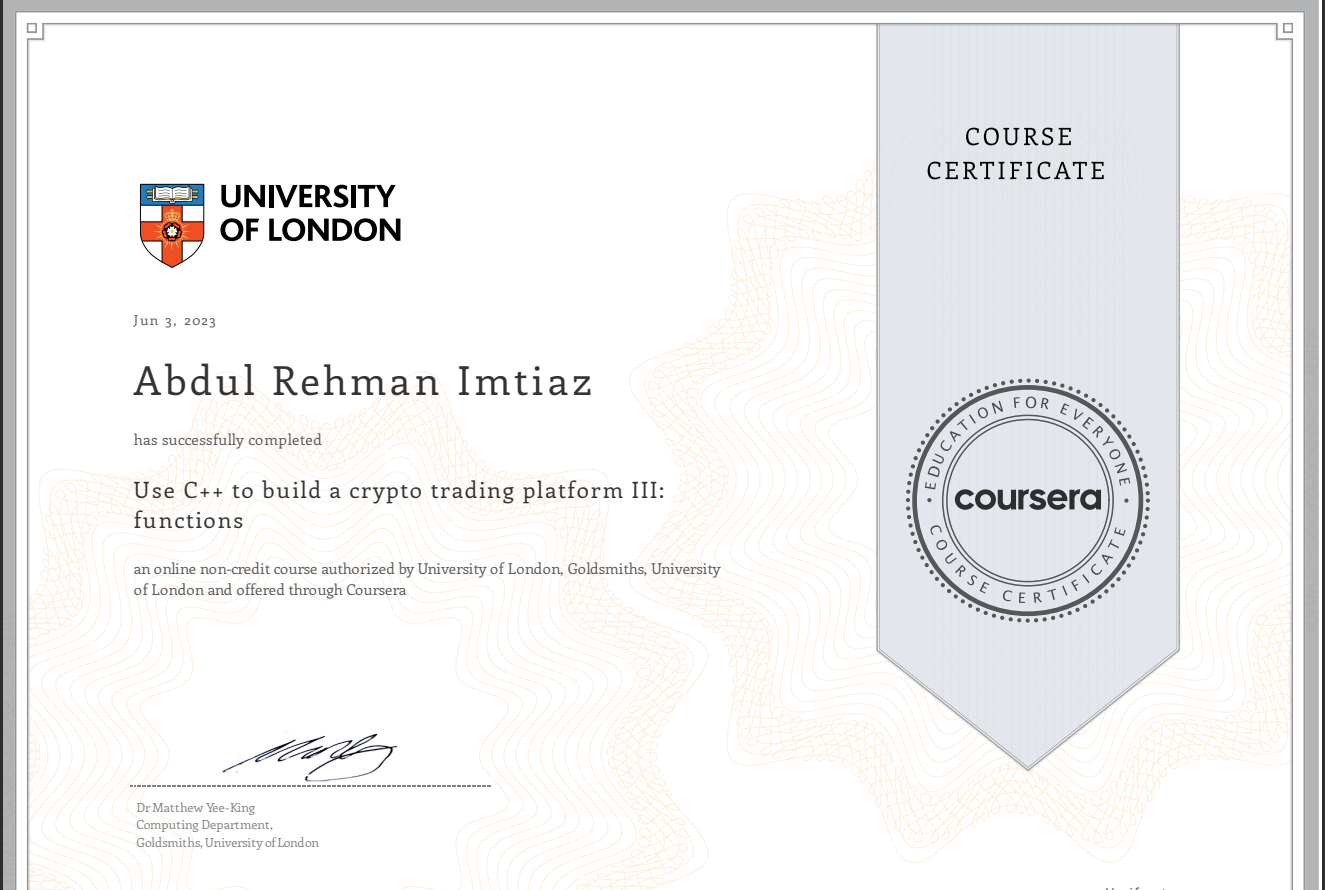 COURSE
CERTIFICATE
UNIVERSITY
OF LONDON
Jun 3, 2023
Abdul Rehman Imtiaz
has successfully completed
Use C++ to build a crypto trading platform III:
functions
an online non-credit course authorized by University of London, Goldsmiths, University
of London and offered through Coursera
EDUCATION FOR EVERYONE
coursera
COURSE CERTIFICATE
Dr Matthew Yee-King
Computing Department,
Goldsmiths, University of London